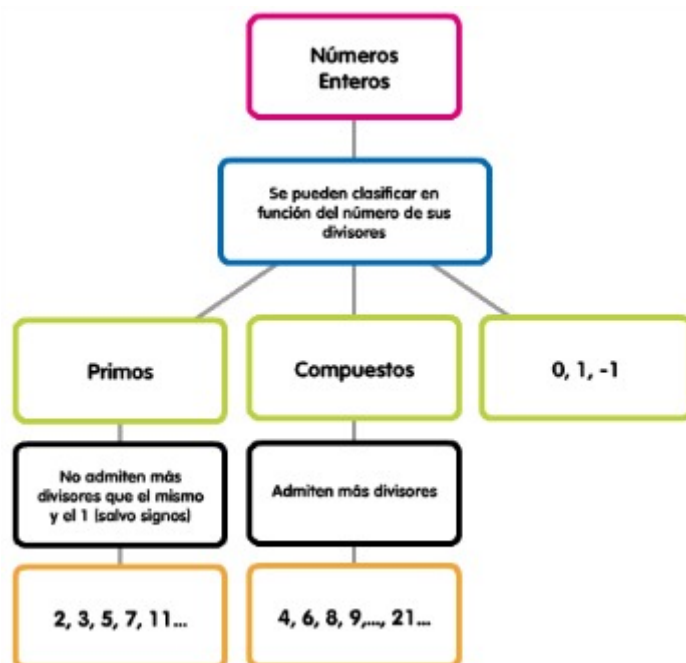 Números
Enteros
Se pueden clasificar en
función del número de sus
divisores
Primos
Compuestos
0, 1, -1
No admiten más
divisores que el mismo
y el 1 (salvo signos)
Admiten más divisores
2, 3, 5, 7, 11...
4, 6, 8, 9,..., 21...